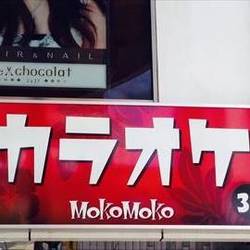 IR & NAIL
chocolat
カラオケ
3
MokoMoko